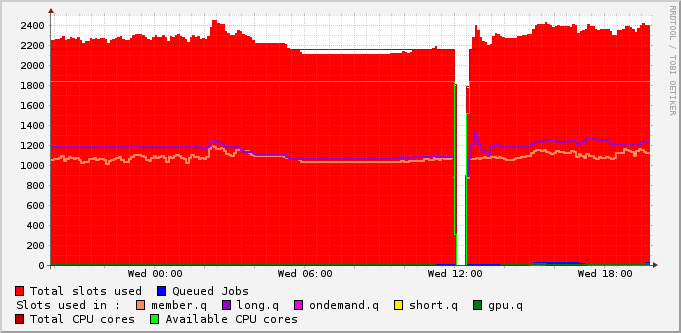 2400
2200
2000
1800
1600
1400
1200
1000
800
600
400
200
0
Wed 00:00 Wed 06:00 Wed 12:00 Wed 18:00
Total slots used Queued Jobs
Slots used in : member.q long.q ondemand.q short.q gpu.q
Total CPU cores Available CPU cores
RRDTOOL / TOBI OETIKER